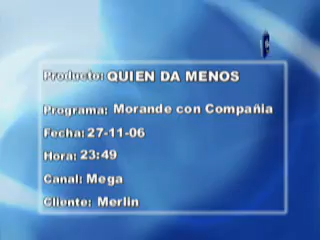 Producto: QUIEN DA MENOS
Programa: Morande con Compañia
Fecha: 27-11-06
Hora: 23:49
Canal: Mega
Cliente: Merlin